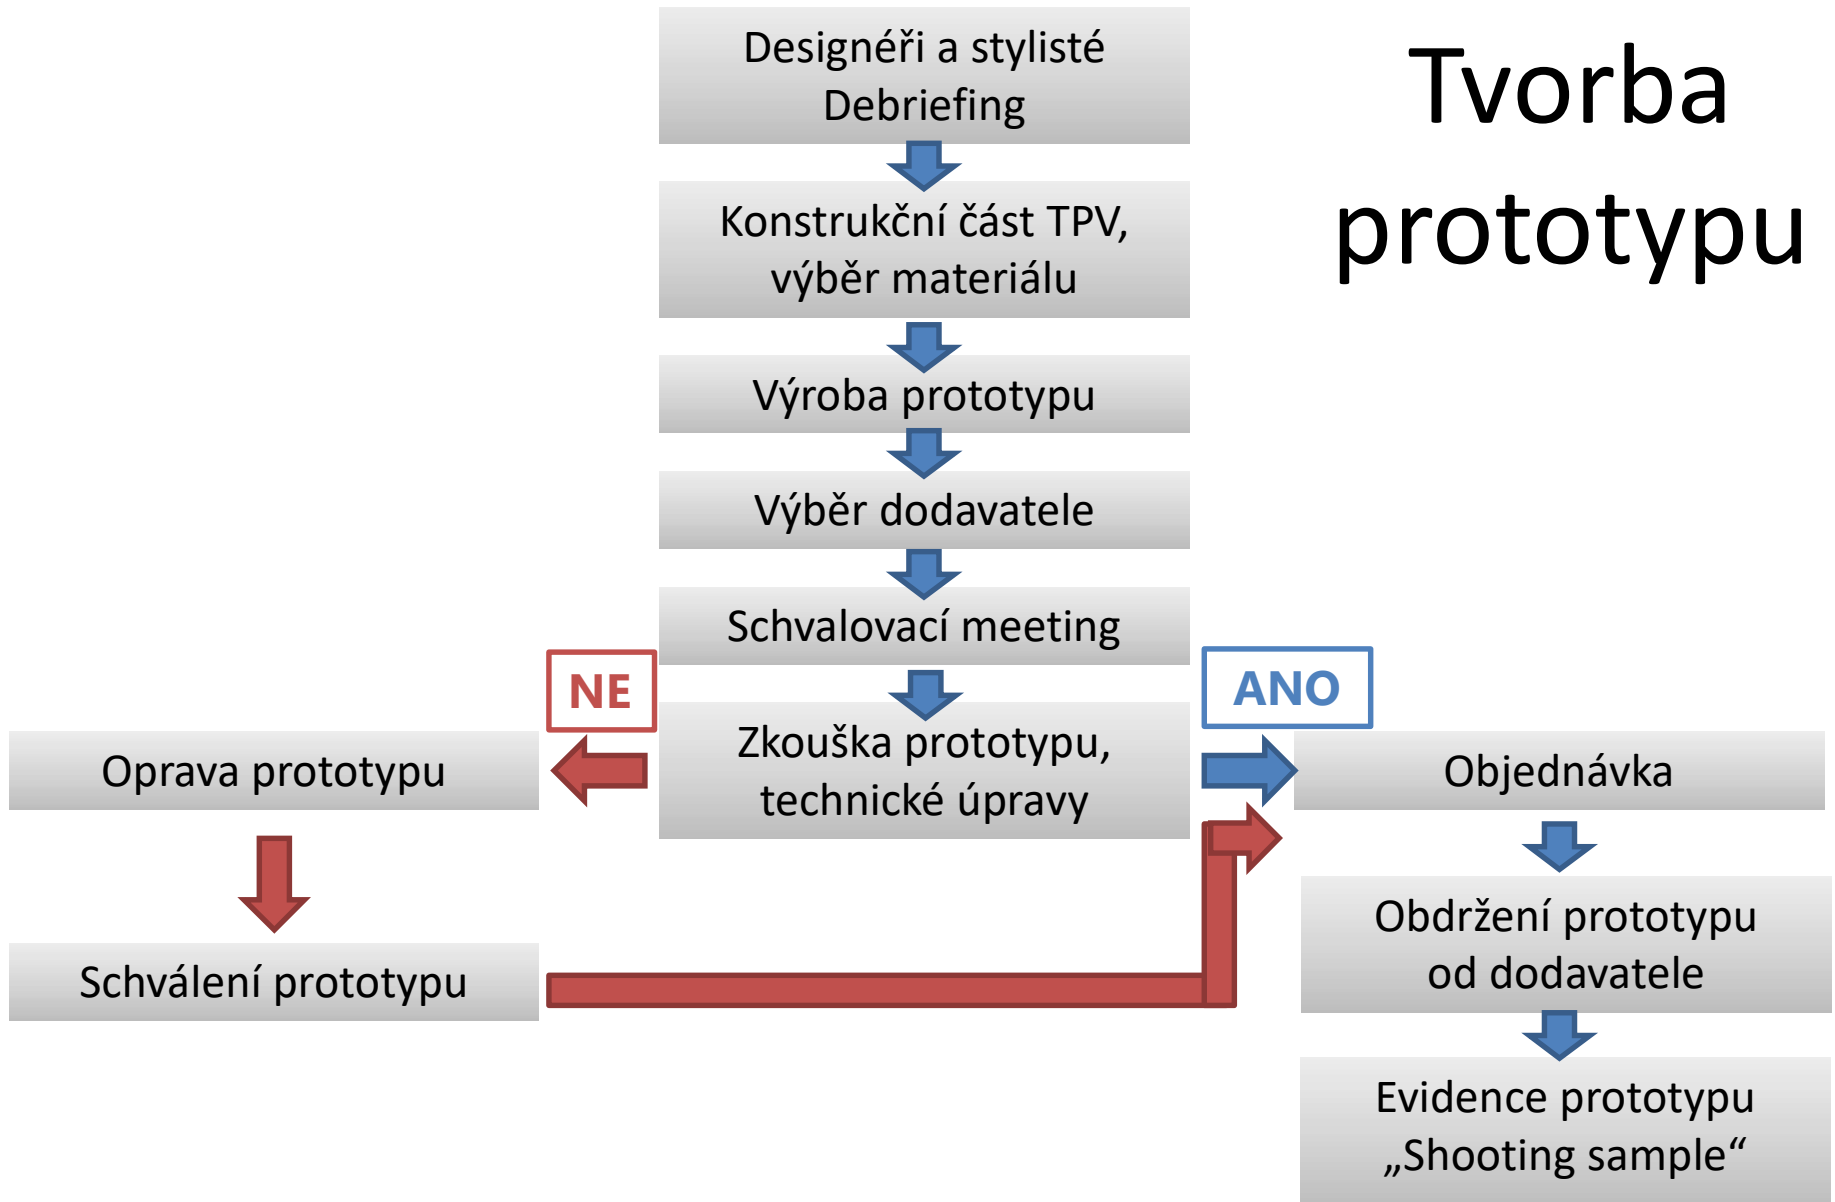 Tvorba
prototypu
Designéři a stylisté
Debriefing
Konstrukční část TPV,
výběr materiálu
Výroba prototypu
Výběr dodavatele
Schvalovací meeting
NE
ANO
Zkouška prototypu,
technické úpravy
Oprava prototypu
Schválení prototypu
Objednávka
Obdržení prototypu
od dodavatele
Evidence prototypu
„Shooting sample“